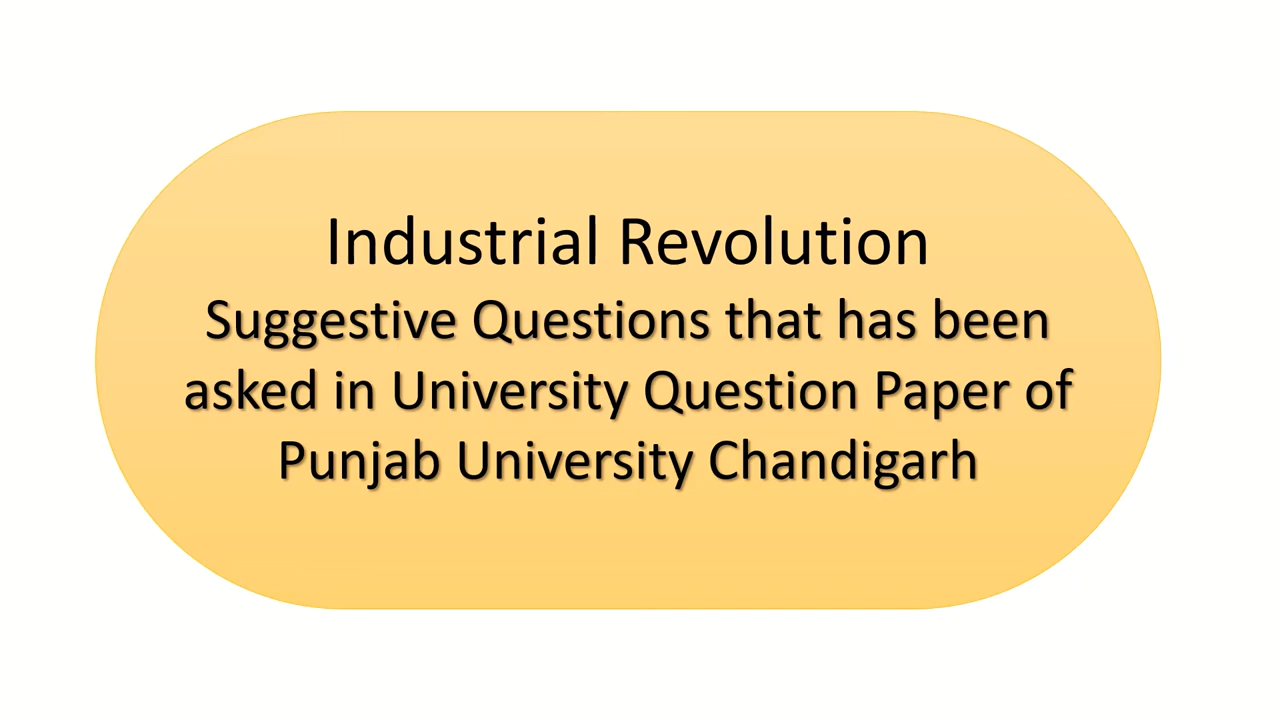 Industrial Revolution
Suggestive Questions that has been
asked in University Question Paper of
Punjab University Chandigarh